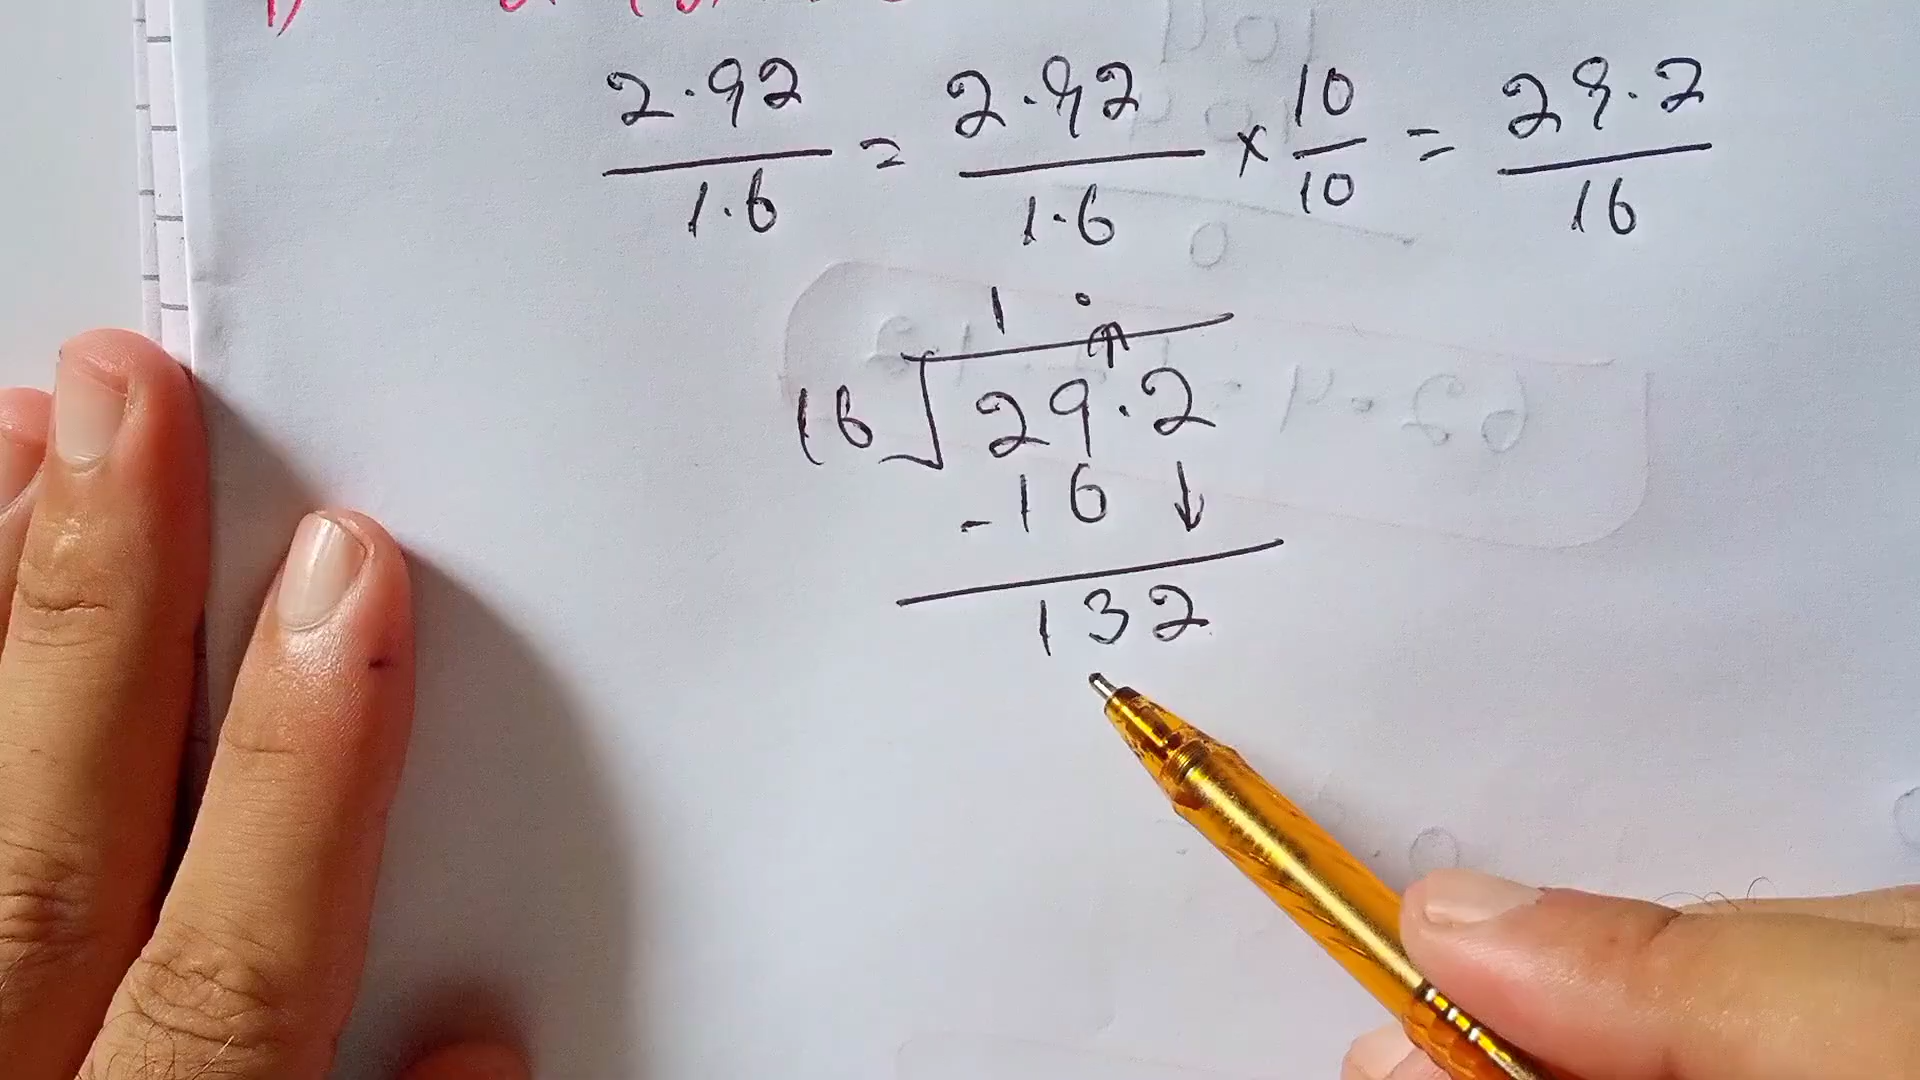 2.92/1.6 = 2.92/1.6 × 10/10 = 29.2/16
1.
16 29.2
-16 ↓
132